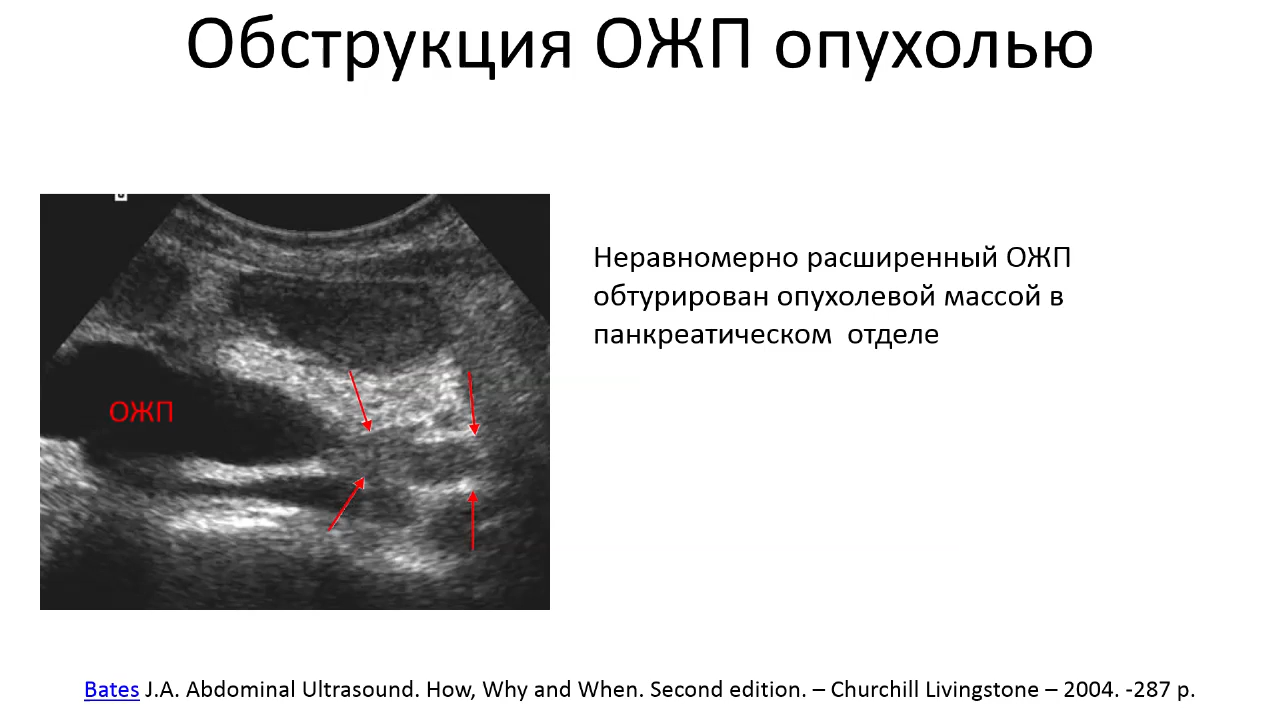 Обструкция ОЖП опухолью
ОЖП
Неравномерно расширенный ОЖП
обтурирован опухолевой массой в
панкреатическом отделе
Bates J.A. Abdominal Ultrasound. How, Why and When. Second edition. – Churchill Livingstone – 2004. -287 p.